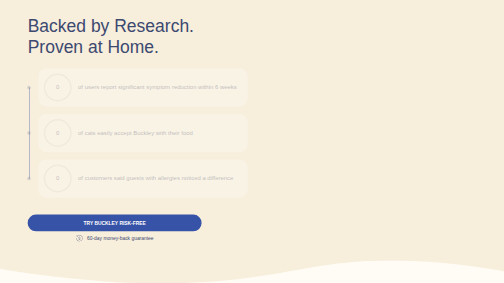 Backed by Research.
Proven at Home.
0
of users report significant symptom reduction within 6 weeks
0
of cats easily accept Buckley with their food
0
of customers said guests with allergies noticed a difference
TRY BUCKLEY RISK-FREE
60-day money-back guarantee